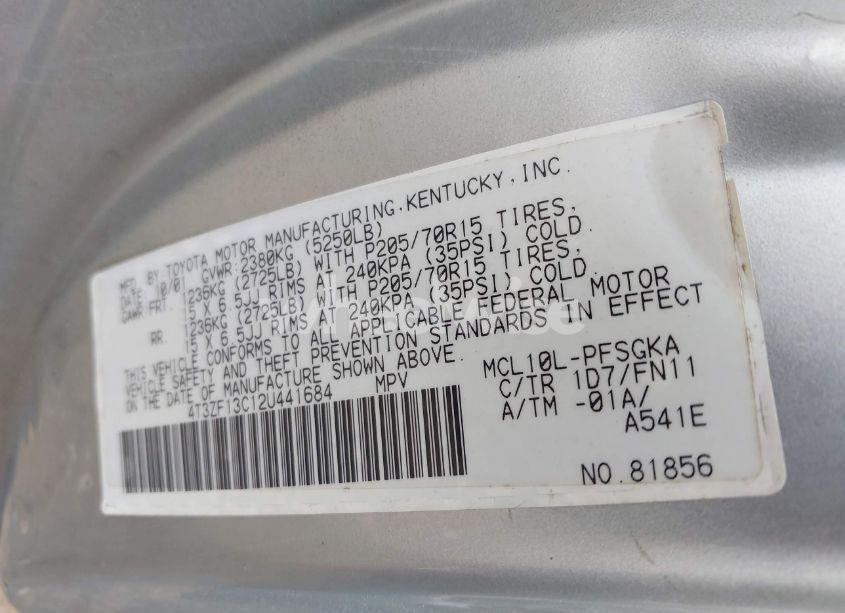 MFD. BY:TOYOTA MOTOR MANUFACTURING.KENTUCKY,INC.
DATE: 10/01 GVWR:2380KG (5250LB)
GAWR:FRT. 1236KG (2725LB) WITH P205/70R15 TIRES,
15 X 6.5JJ RIMS AT 240KPA (35PSI) COLD.
RR. 1236KG (2725LB) WITH P205/70R15 TIRES,
15 X 6.5JJ RIMS AT 240KPA (35PSI) COLD.
THIS VEHICLE CONFORMS TO ALL APPLICABLE FEDERAL MOTOR
VEHICLE SAFETY AND THEFT PREVENTION STANDARDS IN EFFECT
ON THE DATE OF MANUFACTURE SHOWN ABOVE.
4T3ZF13C12U441684 MPV
MCL10L-PFSGKA
C/TR 1D7/FN11
A/TM -01A/
A541E
NO.81856